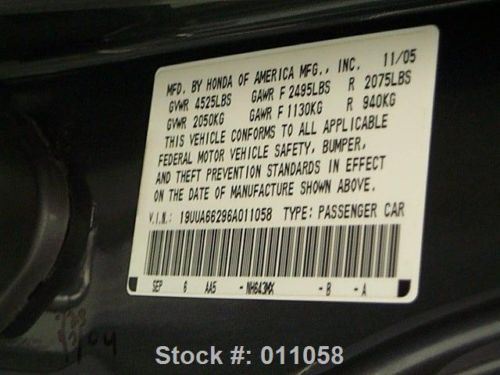 MFD. BY HONDA OF AMERICA MFG., INC. 11/05
GVWR 4525LBS GAWR F 2495LBS R 2075LBS
GVWR 2050KG GAWR F 1130KG R 940KG
THIS VEHICLE CONFORMS TO ALL APPLICABLE
FEDERAL MOTOR VEHICLE SAFETY, BUMPER,
AND THEFT PREVENTION STANDARDS IN EFFECT
ON THE DATE OF MANUFACTURE SHOWN ABOVE.
V.I.N.: 19UUA66296A011058 TYPE: PASSENGER CAR
SEP 6 AA5 - NH643MX - B - A
Stock #: 011058